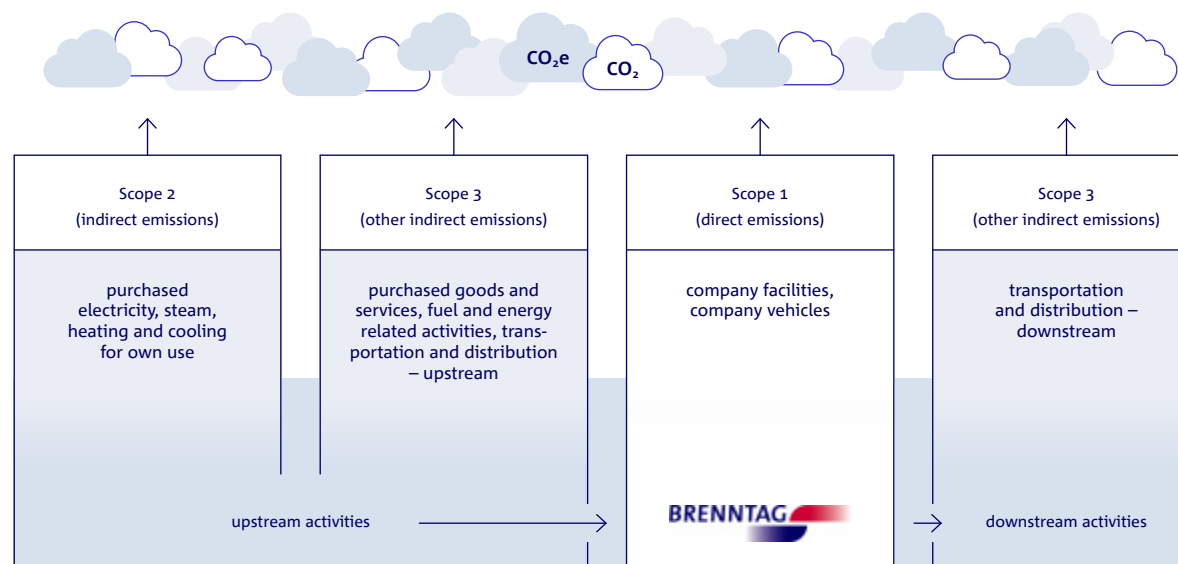 CO₂e
CO₂
Scope 2
(indirect emissions)
purchased
electricity, steam,
heating and cooling
for own use
Scope 3
(other indirect emissions)
purchased goods and
services, fuel and energy
related activities, trans-
portation and distribution
– upstream
Scope 1
(direct emissions)
company facilities,
company vehicles
Scope 3
(other indirect emissions)
transportation
and distribution –
downstream
upstream activities
BRENNTAG
downstream activities